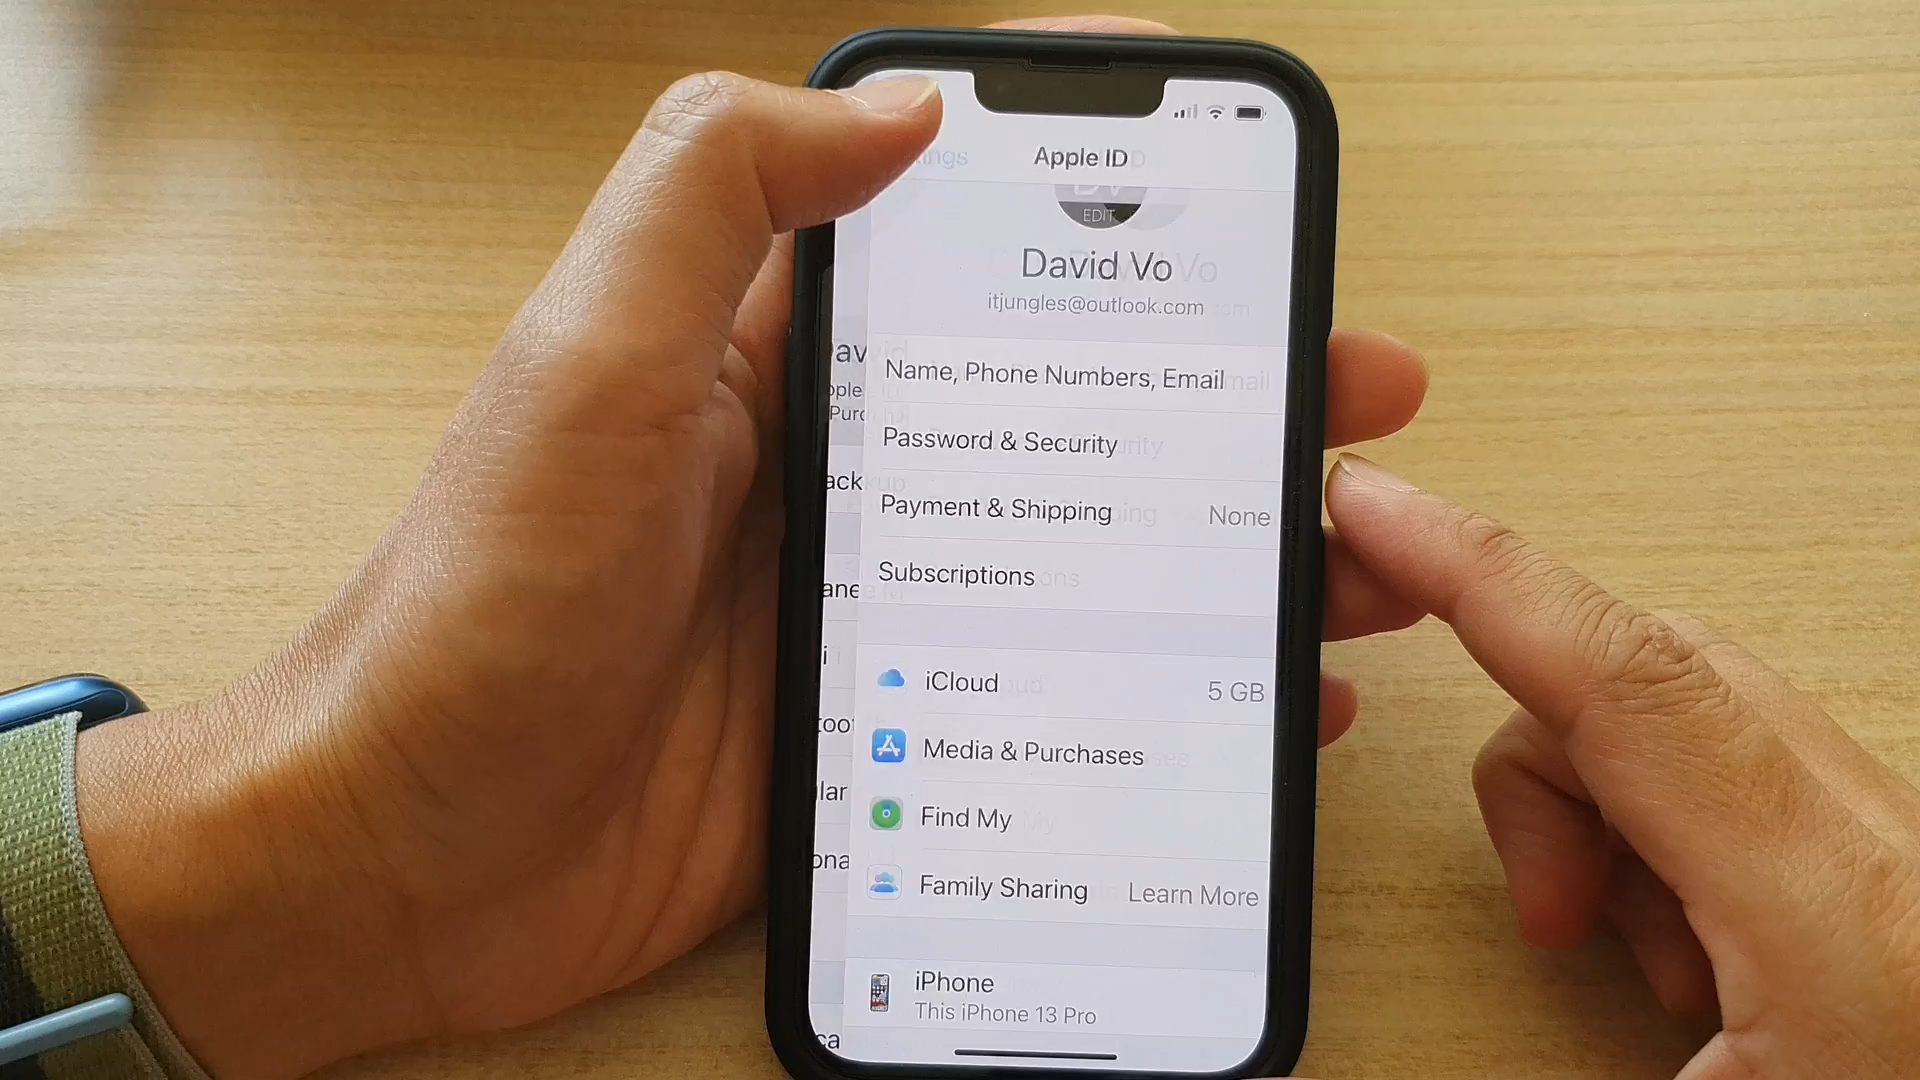 Apple ID
EDIT
David Vo
itjungles@outlook.com
Name, Phone Numbers, Email
Password & Security
Payment & Shipping None
Subscriptions
iCloud 5 GB
Media & Purchases
Find My
Family Sharing Learn More
iPhone
This iPhone 13 Pro